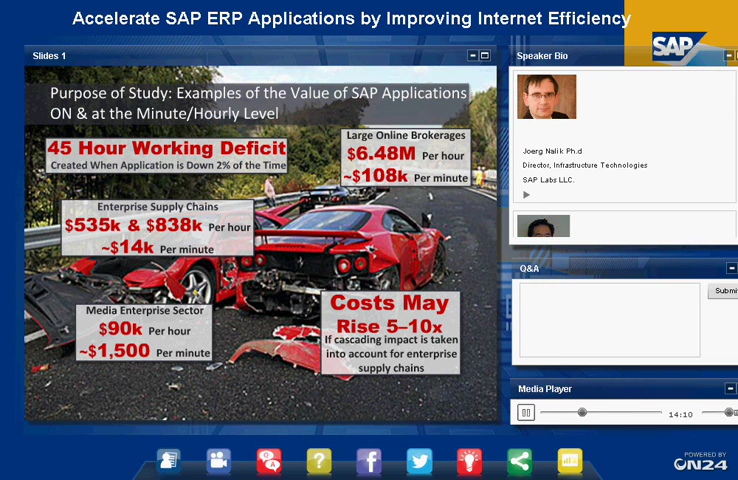 Accelerate SAP ERP Applications by Improving Internet Efficiency
SAP
Slides 1
Purpose of Study: Examples of the Value of SAP Applications
ON & at the Minute/Hourly Level
45 Hour Working Deficit
Created When Application is Down 2% of the Time
Large Online Brokerages
$6.48M Per hour
~$108k Per minute
Enterprise Supply Chains
$535k & $838k Per hour
~$14k Per minute
Media Enterprise Sector
$90k Per hour
~$1,500 Per minute
Costs May
Rise 5–10x
If cascading impact is taken
into account for enterprise
supply chains
Speaker Bio
Joerg Nalik Ph.d
Director, Infrastructure Technologies
SAP Labs LLC.
Q&A
Submi
Media Player
14:10
Q
A
?
f
POWERED BY
ON24